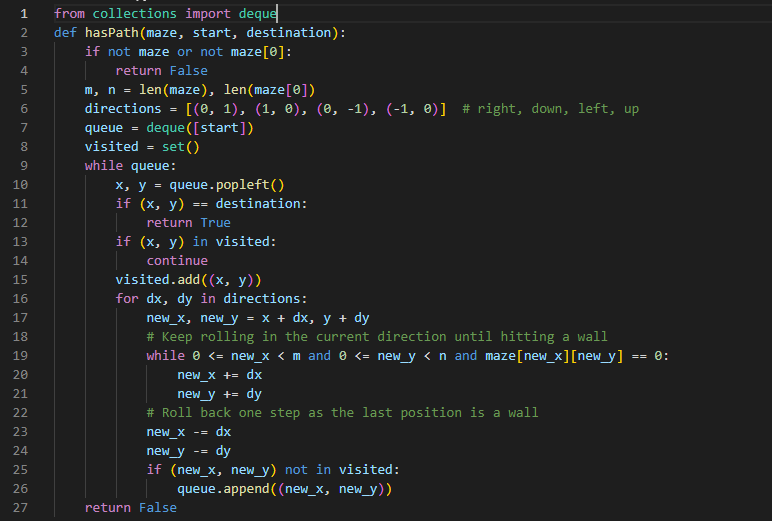 1 from collections import deque
2 def hasPath(maze, start, destination):
3     if not maze or not maze[0]:
4         return False
5     m, n = len(maze), len(maze[0])
6     directions = [(0, 1), (1, 0), (0, -1), (-1, 0)]  # right, down, left, up
7     queue = deque([start])
8     visited = set()
9     while queue:
10         x, y = queue.popleft()
11         if (x, y) == destination:
12             return True
13         if (x, y) in visited:
14             continue
15         visited.add((x, y))
16         for dx, dy in directions:
17             new_x, new_y = x + dx, y + dy
18             # Keep rolling in the current direction until hitting a wall
19             while 0 <= new_x < m and 0 <= new_y < n and maze[new_x][new_y] == 0:
20                 new_x += dx
21                 new_y += dy
22             # Roll back one step as the last position is a wall
23             new_x -= dx
24             new_y -= dy
25             if (new_x, new_y) not in visited:
26                 queue.append((new_x, new_y))
27     return False